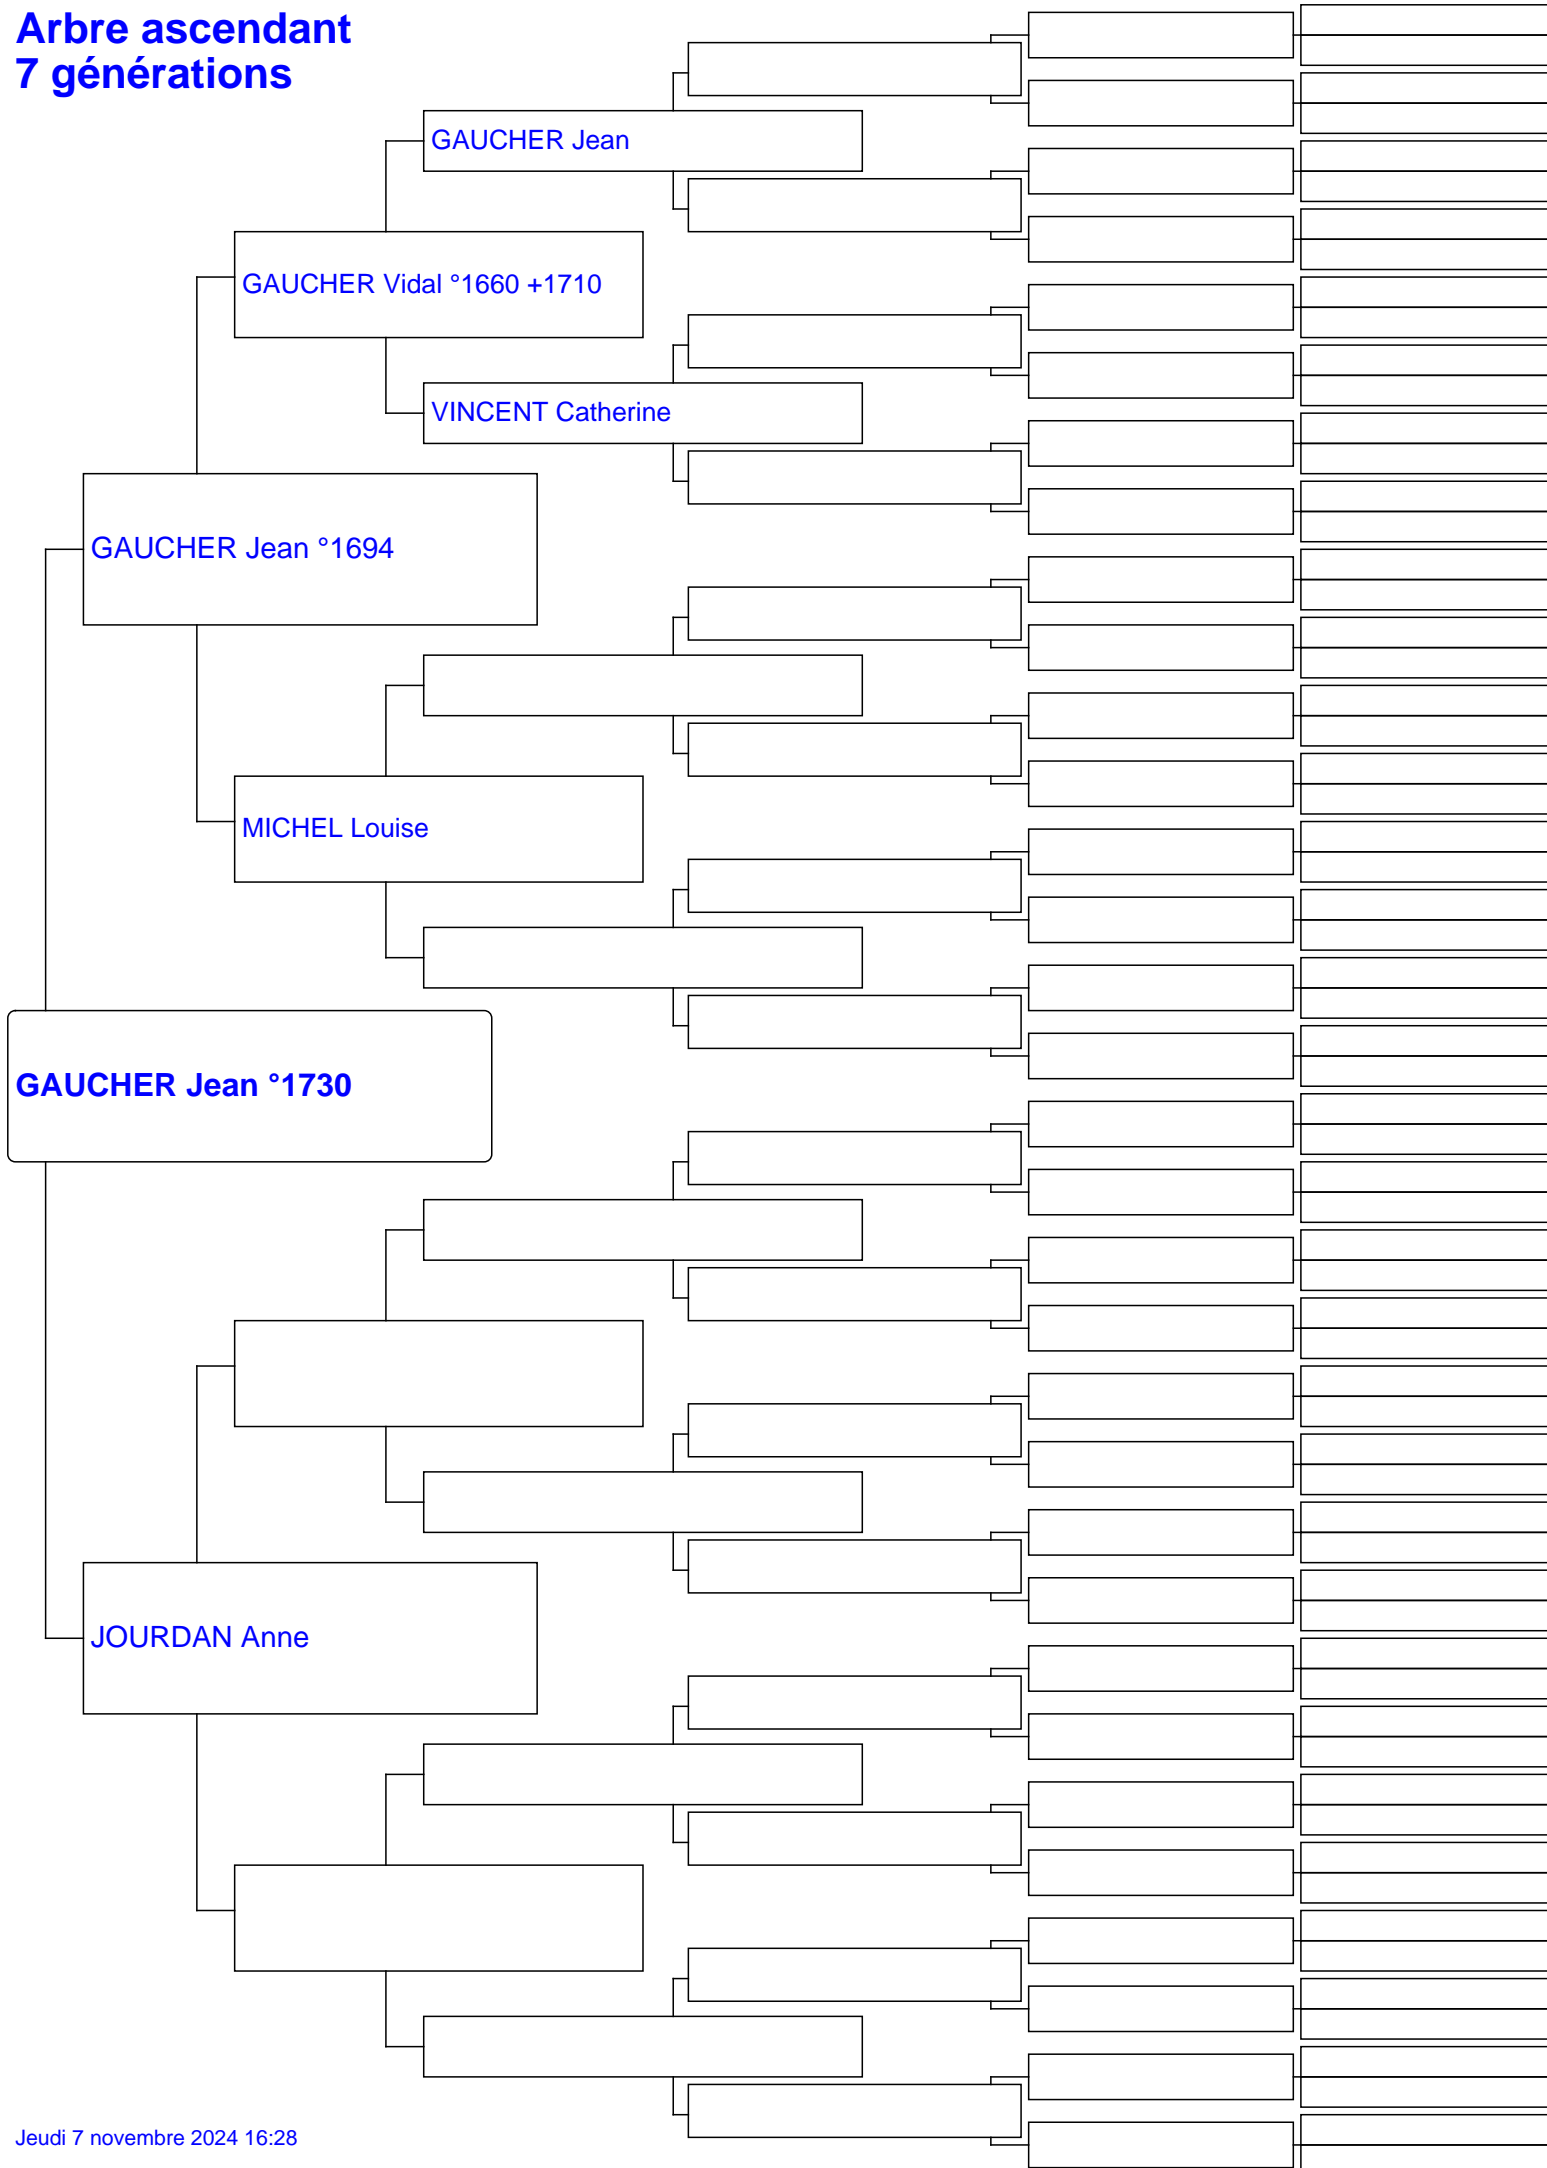 Arbre ascendant
7 générations
GAUCHER Jean
GAUCHER Vidal °1660 +1710
VINCENT Catherine
GAUCHER Jean °1694
MICHEL Louise
GAUCHER Jean °1730
JOURDAN Anne
Jeudi 7 novembre 2024 16:28